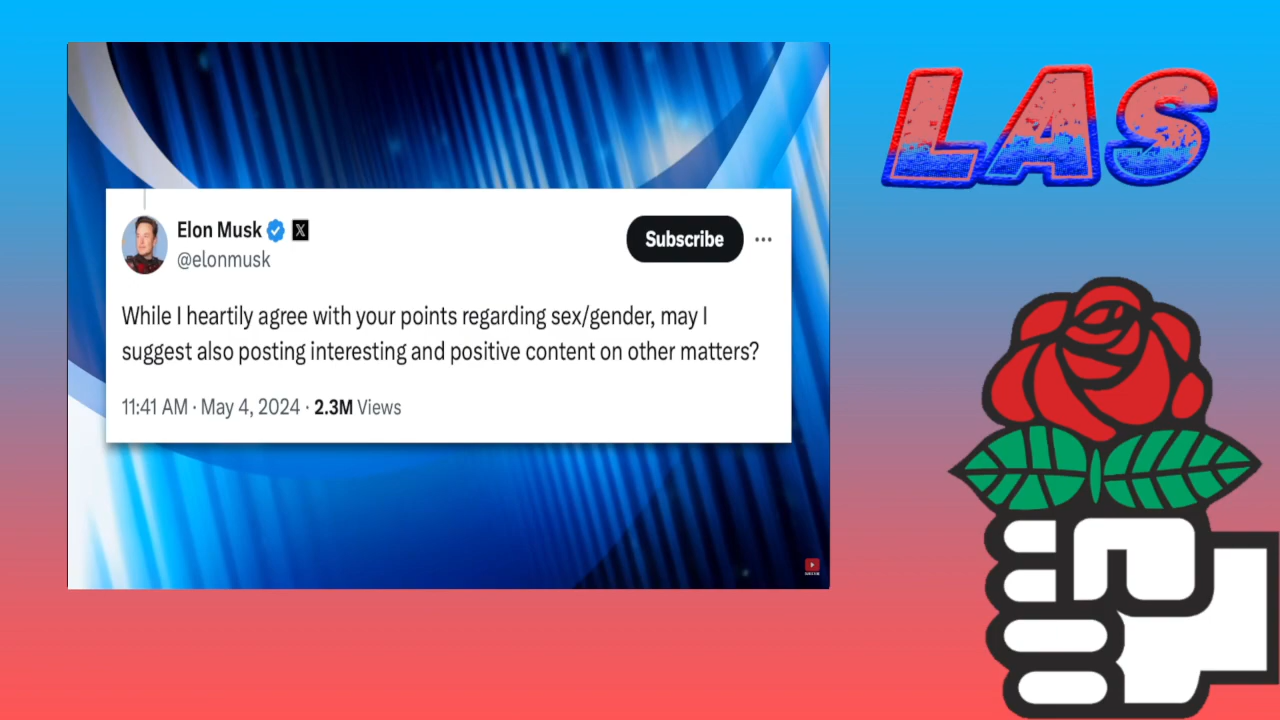 LAS
Elon Musk
@elonmusk
Subscribe
While I heartily agree with your points regarding sex/gender, may I
suggest also posting interesting and positive content on other matters?
11:41 AM · May 4, 2024 · 2.3M Views